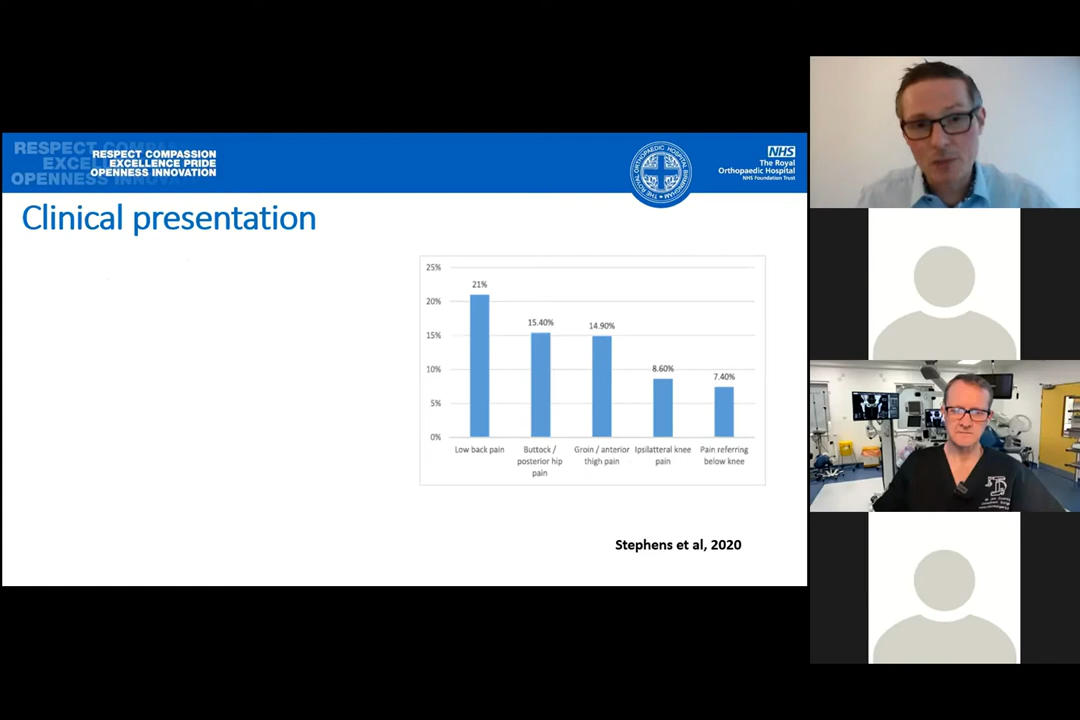 RESPECT COMPASSION
EXCELLENCE PRIDE
OPENNESS INNOVATION
NHS
The Royal
Orthopaedic Hospital
NHS Foundation Trust
Clinical presentation
25%
20%
15%
10%
5%
0%
21%
15.40%
14.90%
8.60%
7.40%
Low back pain
Buttock /
posterior hip
pain
Groin / anterior
thigh pain
Ipsilatteral knee
pain
Pain referring
below knee
Stephens et al, 2020